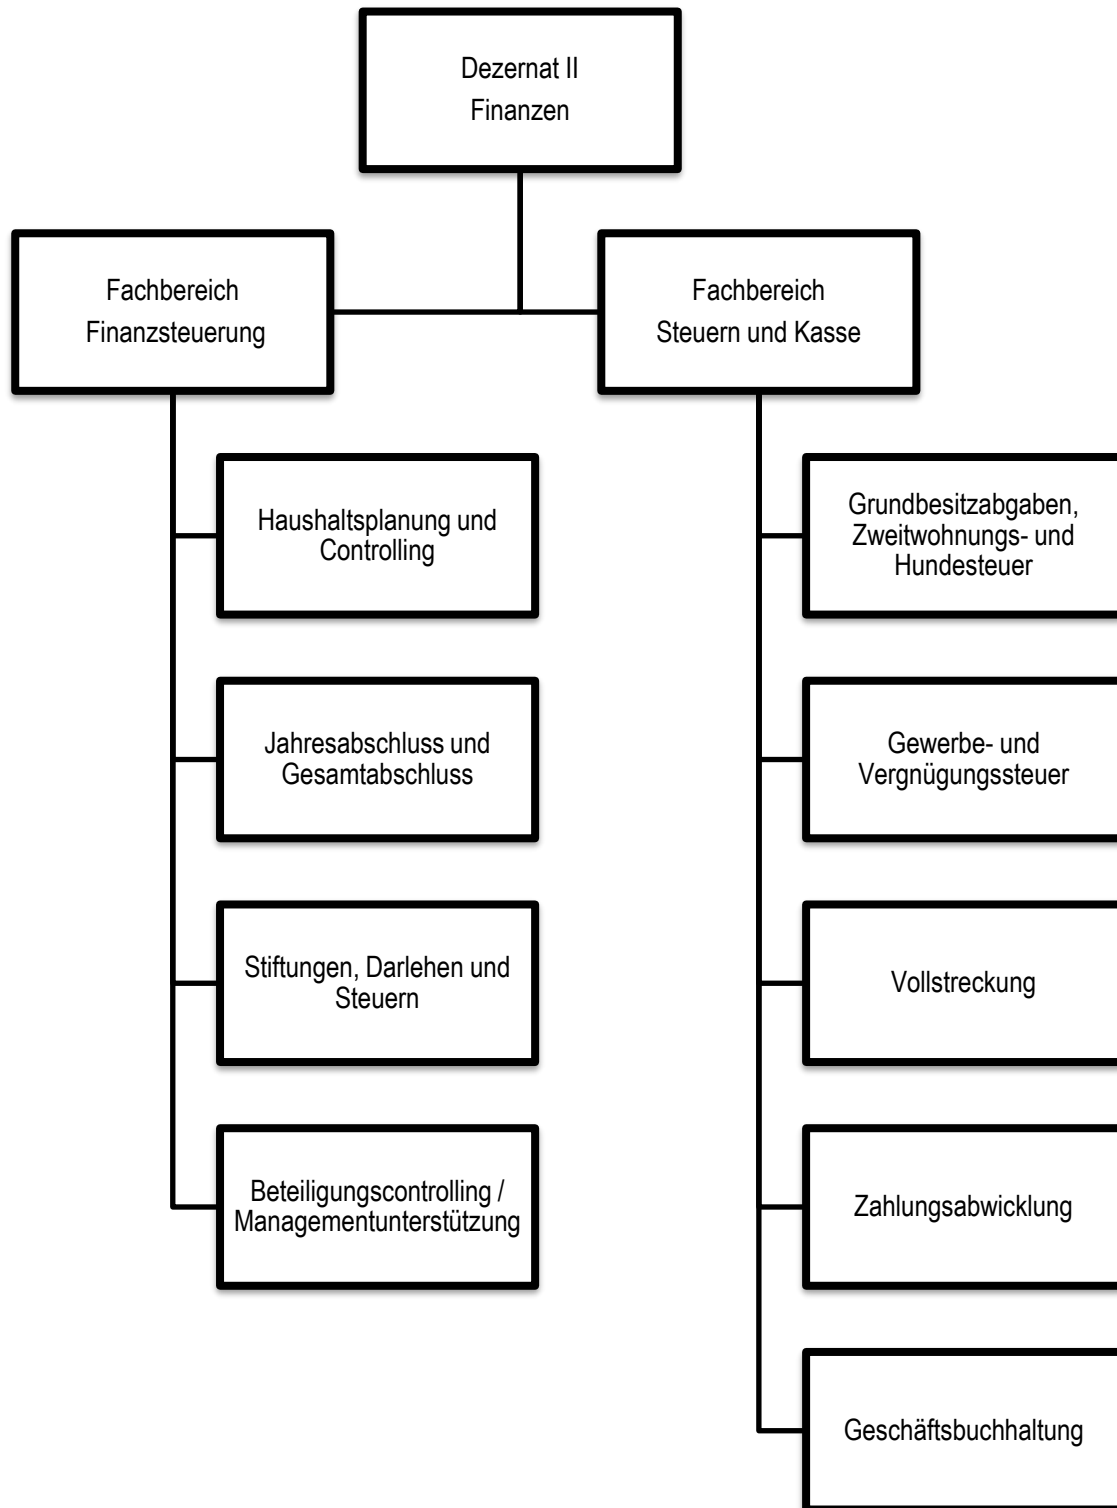 Dezernat II
Finanzen
Fachbereich
Finanzsteuerung
Fachbereich
Steuern und Kasse
Haushaltsplanung und
Controlling
Jahresabschluss und
Gesamtabschluss
Stiftungen, Darlehen und
Steuern
Beteiligungscontrolling /
Managementunterstützung
Grundbesitzabgaben,
Zweitwohnungs- und
Hundesteuer
Gewerbe- und
Vergnügungssteuer
Vollstreckung
Zahlungsabwicklung
Geschäftsbuchhaltung